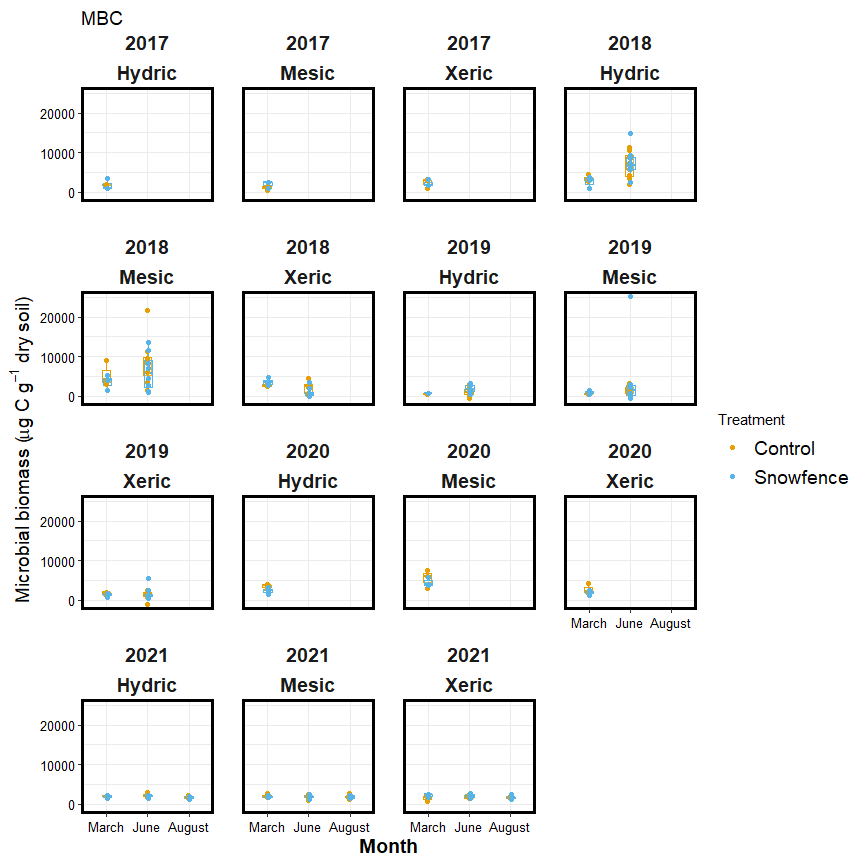 MBC
2017 2017 2017 2018
Hydric Mesic Xeric Hydric
20000
10000
0
2018 2018 2019 2019
Mesic Xeric Hydric Mesic
20000
10000
0
Microbial biomass (µg C g⁻¹ dry soil)
Treatment
Control
Snowfence
2019 2020 2020 2020
Xeric Hydric Mesic Xeric
20000
10000
0
March June August
2021 2021 2021
Hydric Mesic Xeric
20000
10000
0
March June August March June August March June August
Month